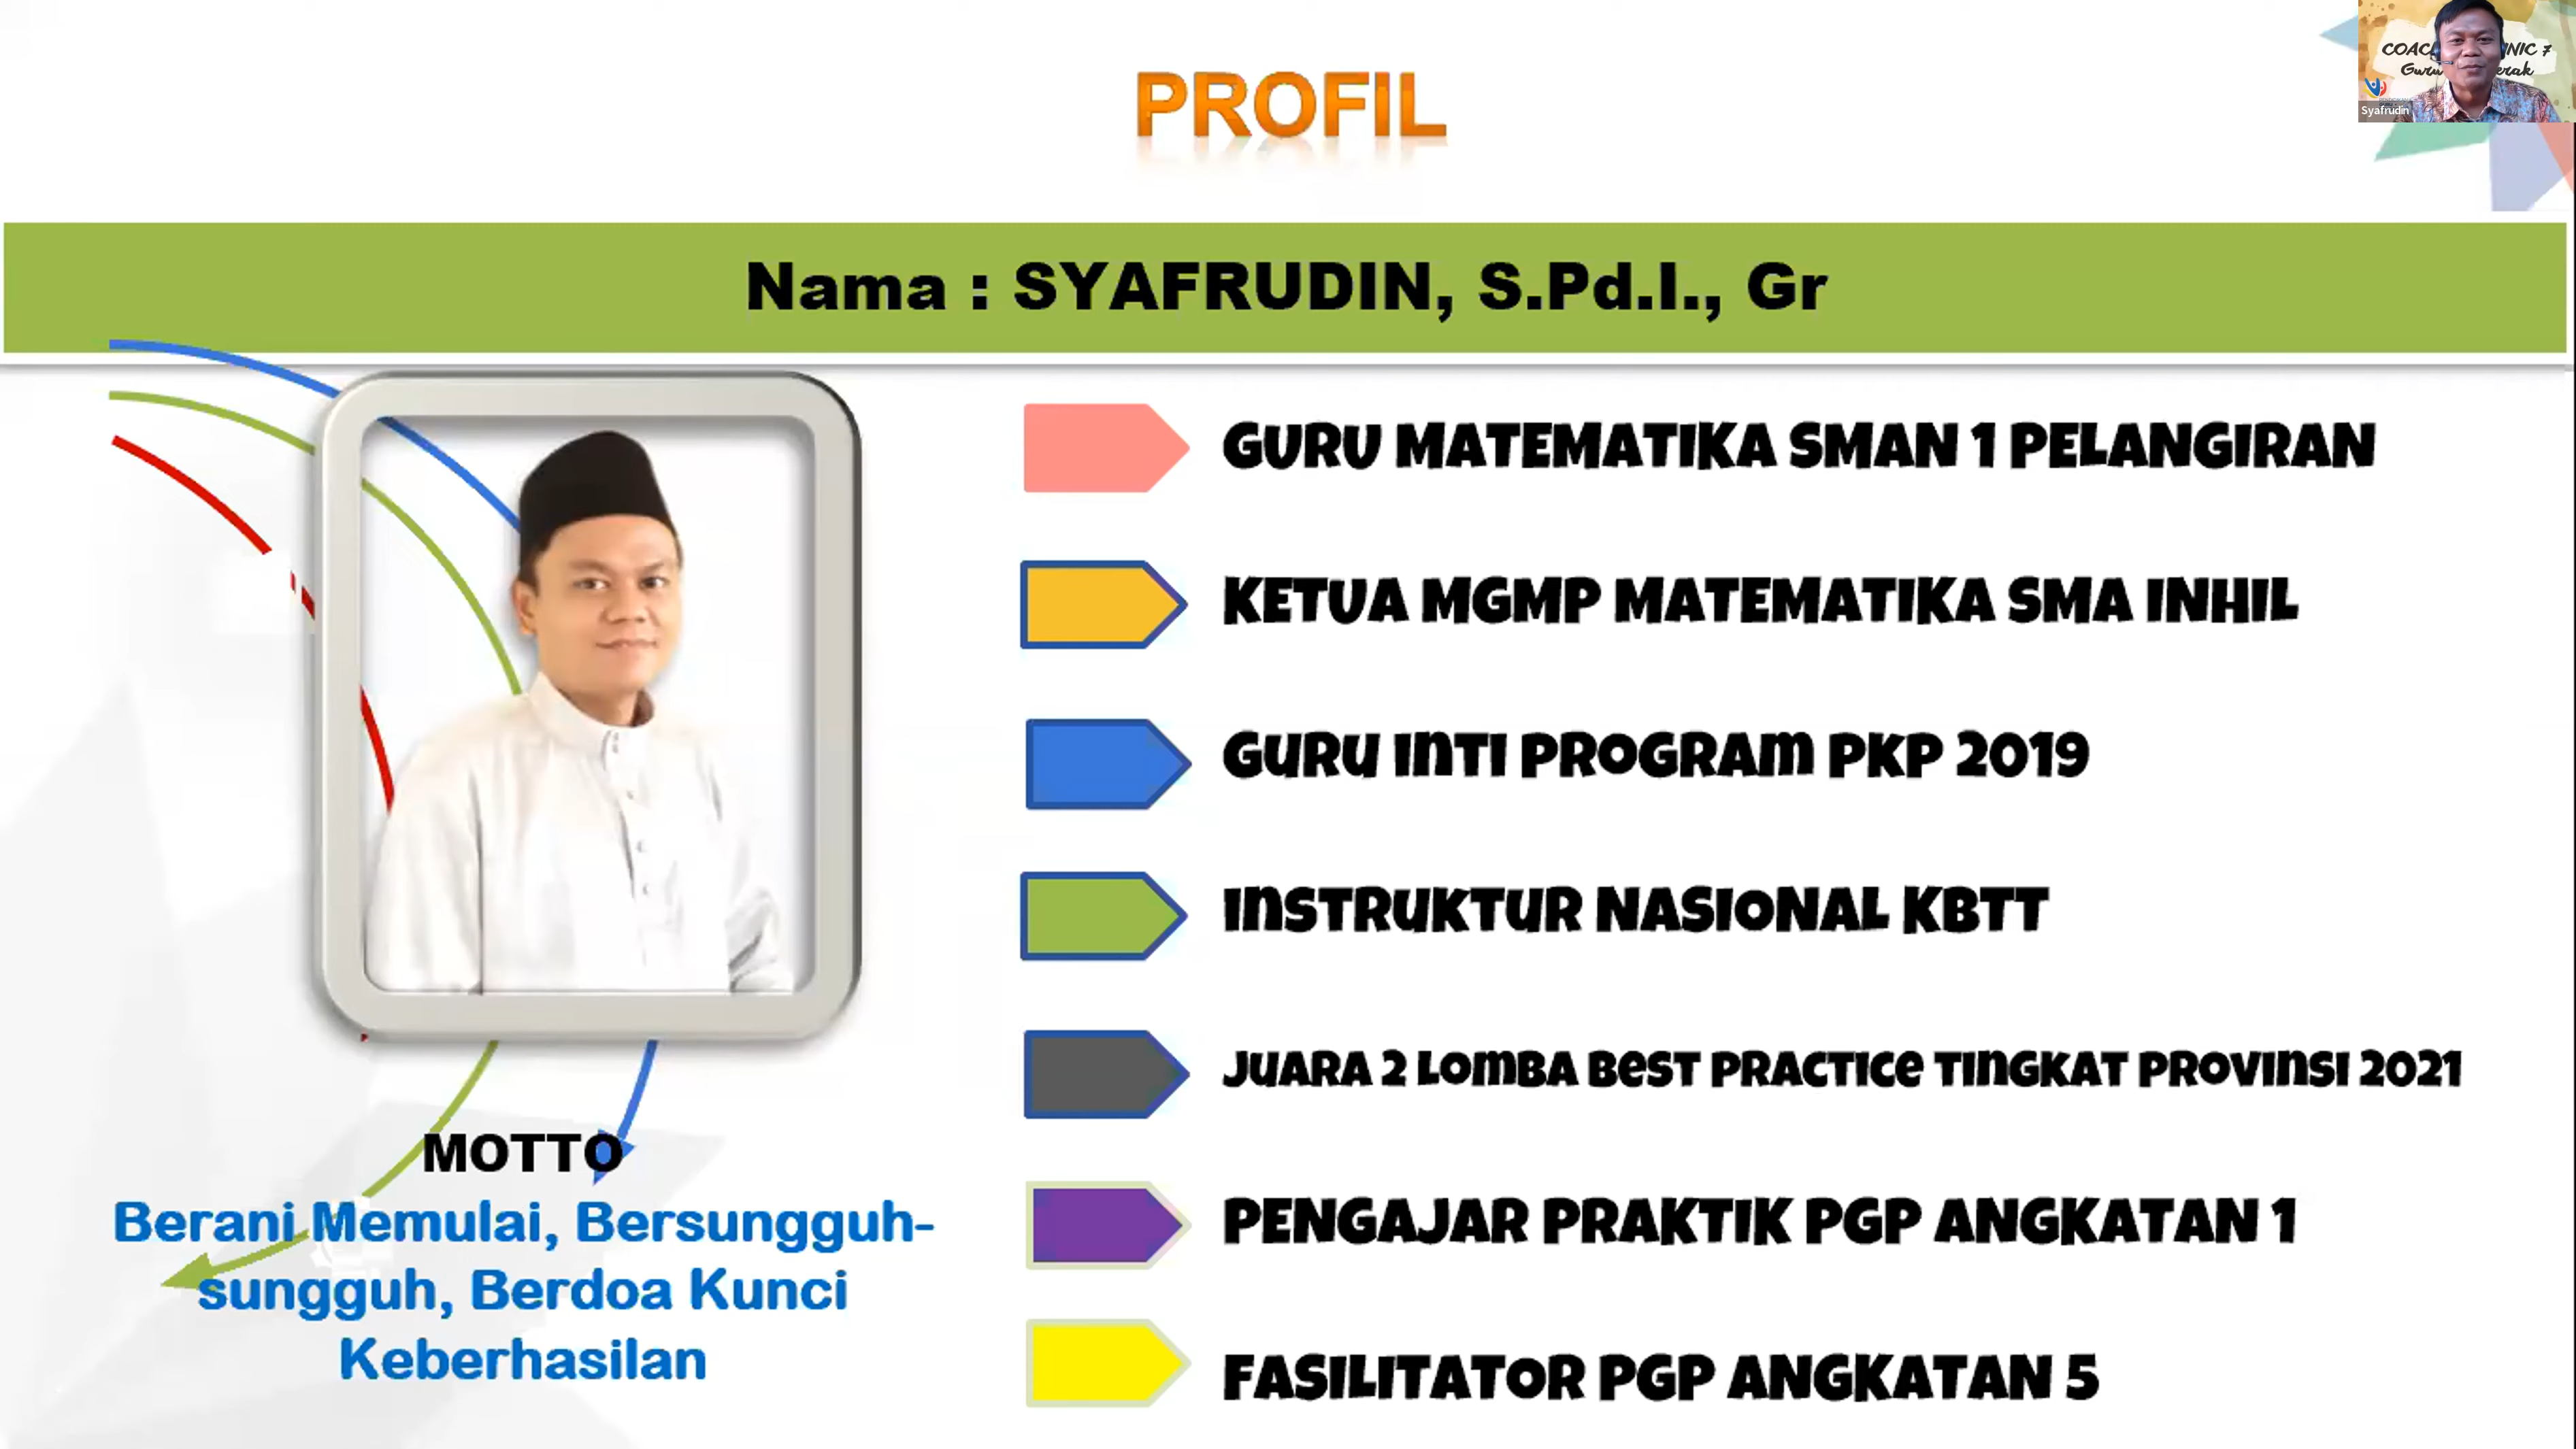 PROFIL
Nama : SYAFRUDIN, S.Pd.I., Gr
GURU MATEMATIKA SMAN 1 PELANGIRAN
KETUA MGMP MATEMATIKA SMA INHIL
GURU INTI PROGRAM PKP 2019
INSTRUKTUR NASIONAL KBTT
JUARA 2 LOMBA BEST PRACTICE TINGKAT PROVINSI 2021
PENGAJAR PRAKTIK PGP ANGKATAN 1
FASILITATOR PGP ANGKATAN 5
MOTTO
Berani Memulai, Bersungguh-
sungguh, Berdoa Kunci
Keberhasilan
7
Syafrudin